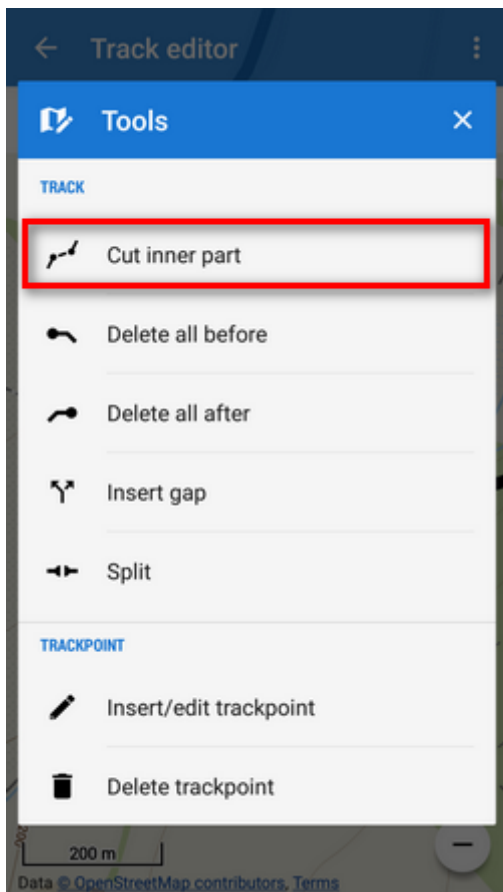 Track editor
Tools
TRACK
Cut inner part
Delete all before
Delete all after
Insert gap
Split
TRACKPOINT
Insert/edit trackpoint
Delete trackpoint
200
200 m
Data © OpenStreetMap contributors, Terms